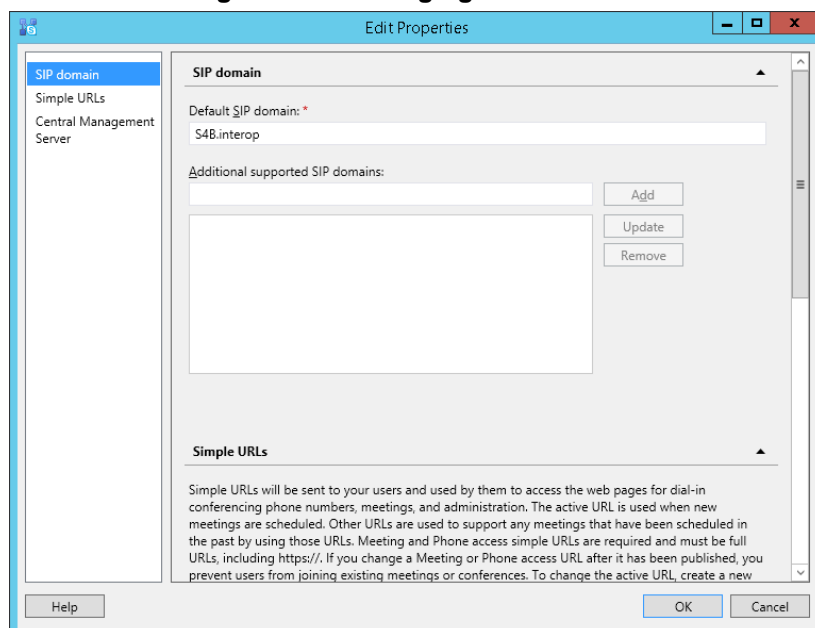 Edit Properties
SIP domain
Simple URLs
Central Management
Server
SIP domain
Default SIP domain: *
S4B.interop
Additional supported SIP domains:
Add
Update
Remove
Simple URLs
Simple URLs will be sent to your users and used by them to access the web pages for dial-in
conferencing phone numbers, meetings, and administration. The active URL is used when new
meetings are scheduled. Other URLs are used to support any meetings that have been scheduled in
the past by using those URLs. Meeting and Phone access simple URLs are required and must be full
URLs, including https://. If you change a Meeting or Phone access URL after it has been published, you
prevent users from joining existing meetings or conferences. To change the active URL, create a new
Help
OK
Cancel